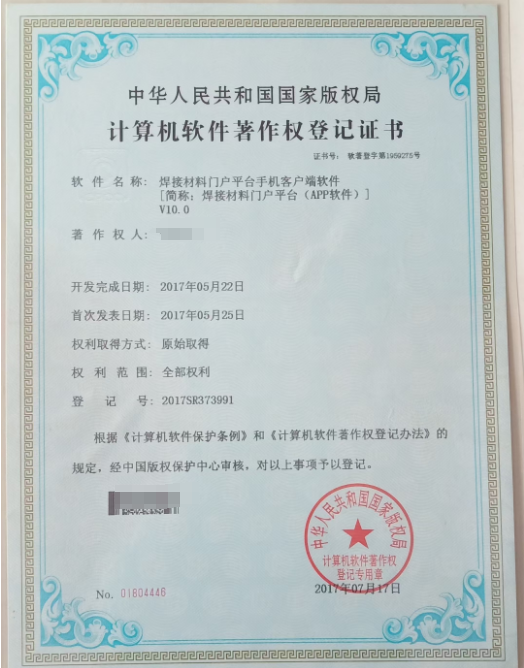 中华人民共和国国家版权局
计算机软件著作权登记证书
证书号: 软著登字第1959275号
软件名称: 焊接材料门户平台手机客户端软件
[简称: 焊接材料门户平台（APP软件）]
V10.0
著作权人:
开发完成日期: 2017年05月22日
首次发表日期: 2017年05月25日
权利取得方式: 原始取得
权利范围: 全部权利
登记号: 2017SR373991
根据《计算机软件保护条例》和《计算机软件著作权登记办法》的
规定，经中国版权保护中心审核，对以上事项予以登记。
中华人民共和国国家版权局
计算机软件著作权
登记专用章
2017年07月17日
No. 01804446